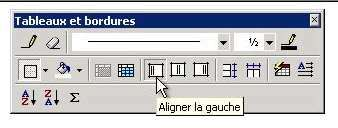 Tableaux et bordures
½
A
Z
Z
A
Σ
Aligner la gauche